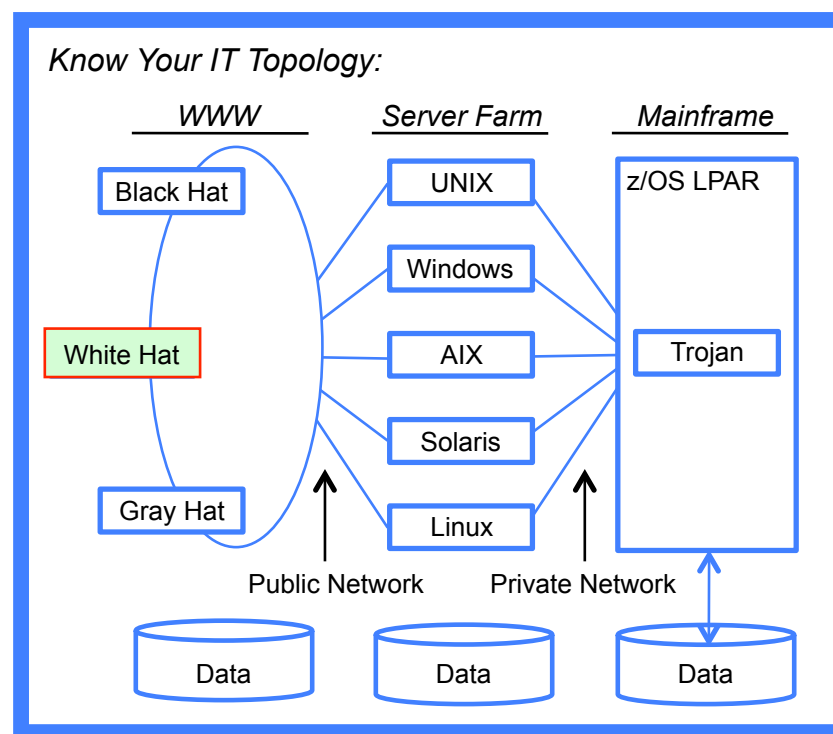 Know Your IT Topology:
WWW
Server Farm
Mainframe
Black Hat
White Hat
Gray Hat
UNIX
Windows
AIX
Solaris
Linux
z/OS LPAR
Trojan
Public Network
Private Network
Data
Data
Data